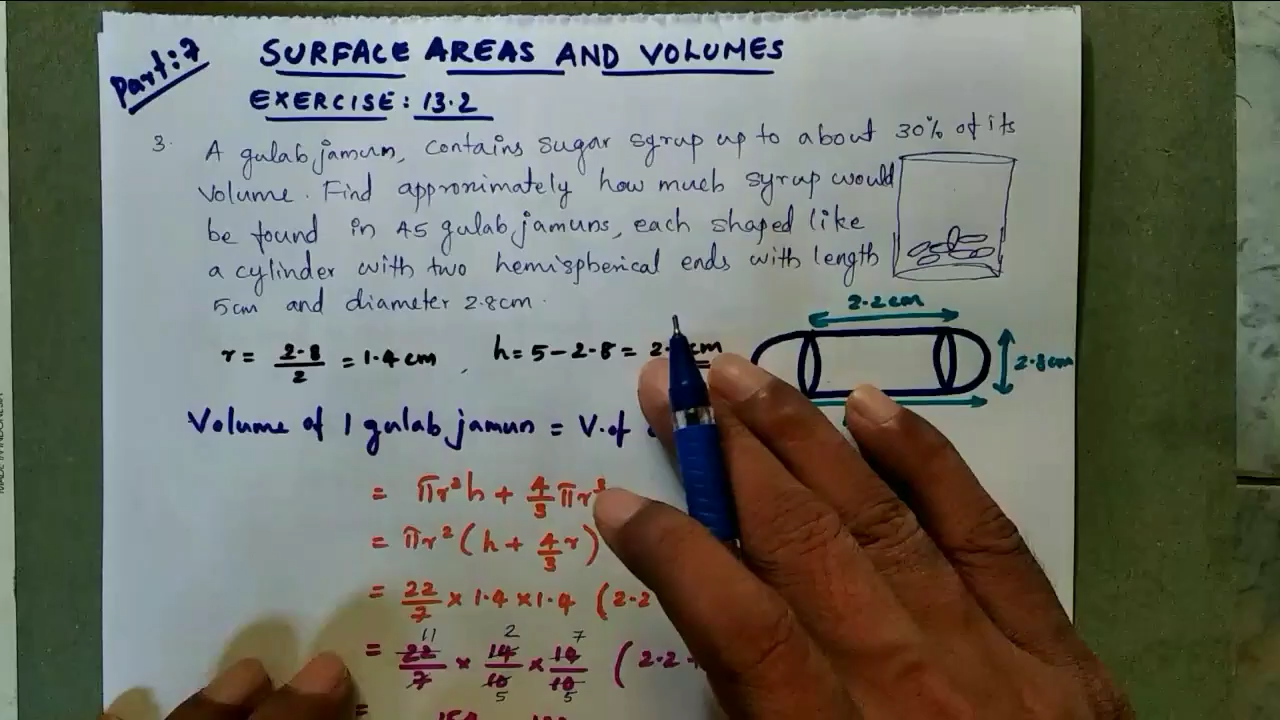 Part: 7
SURFACE AREAS AND VOLUMES
EXERCISE: 13.2
3. A gulab jamun, contains sugar syrup up to about 30% of its
volume. Find approximately how much syrup would
be found in 45 gulab jamuns, each shaped like
a cylinder with two hemispherical ends with length
5cm and diameter 2.8cm.
2.2cm
r = 2.8/2 = 1.4cm, h = 5 - 2.8 = 2. cm
2.8cm
Volume of 1 gulab jamun = V. of
= πr²h + 4/3 πr³
= πr² (h + 4/3 r)
= 22/7 × 1.4 × 1.4 (2.2
11 2 7
= 22/7 × 14/10 × 14/10 (2.2 +
5 5
=